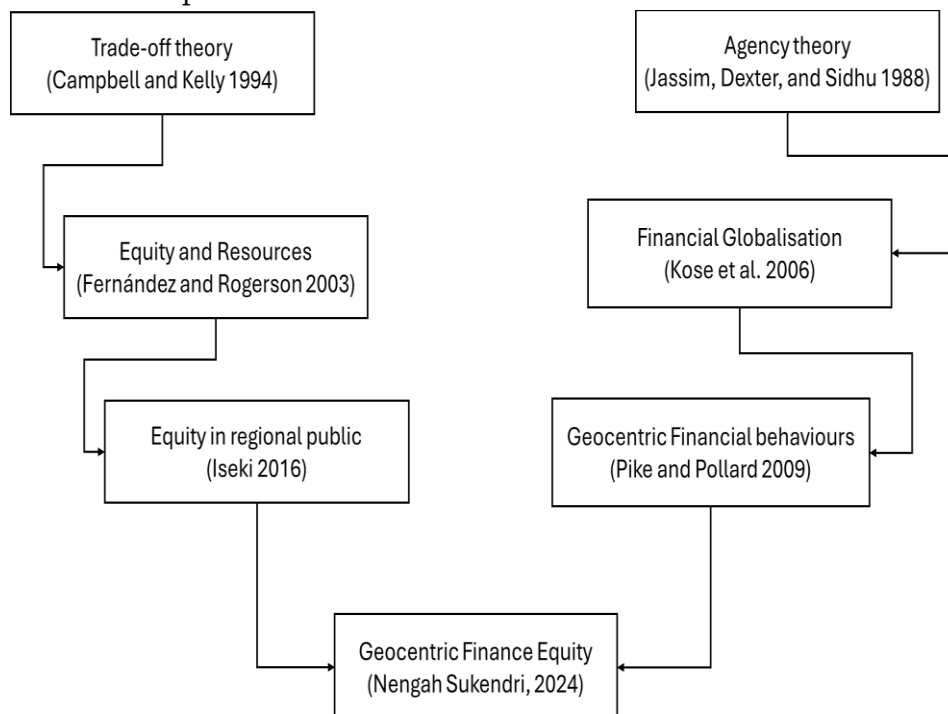 Trade-off theory
(Campbell and Kelly 1994)
Agency theory
(Jassim, Dexter, and Sidhu 1988)
Equity and Resources
(Fernández and Rogerson 2003)
Financial Globalisation
(Kose et al. 2006)
Equity in regional public
(Iseki 2016)
Geocentric Financial behaviours
(Pike and Pollard 2009)
Geocentric Finance Equity
(Nengah Sukendri, 2024)